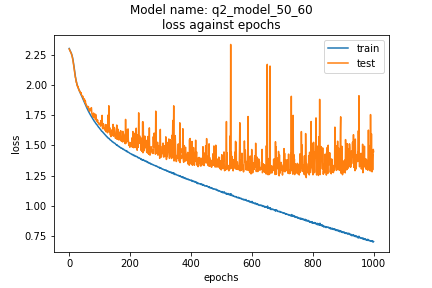 Model name: q2_model_50_60
loss against epochs
train
test
2.25
2.00
1.75
1.50
1.25
1.00
0.75
loss
0
200
400
600
800
1000
epochs